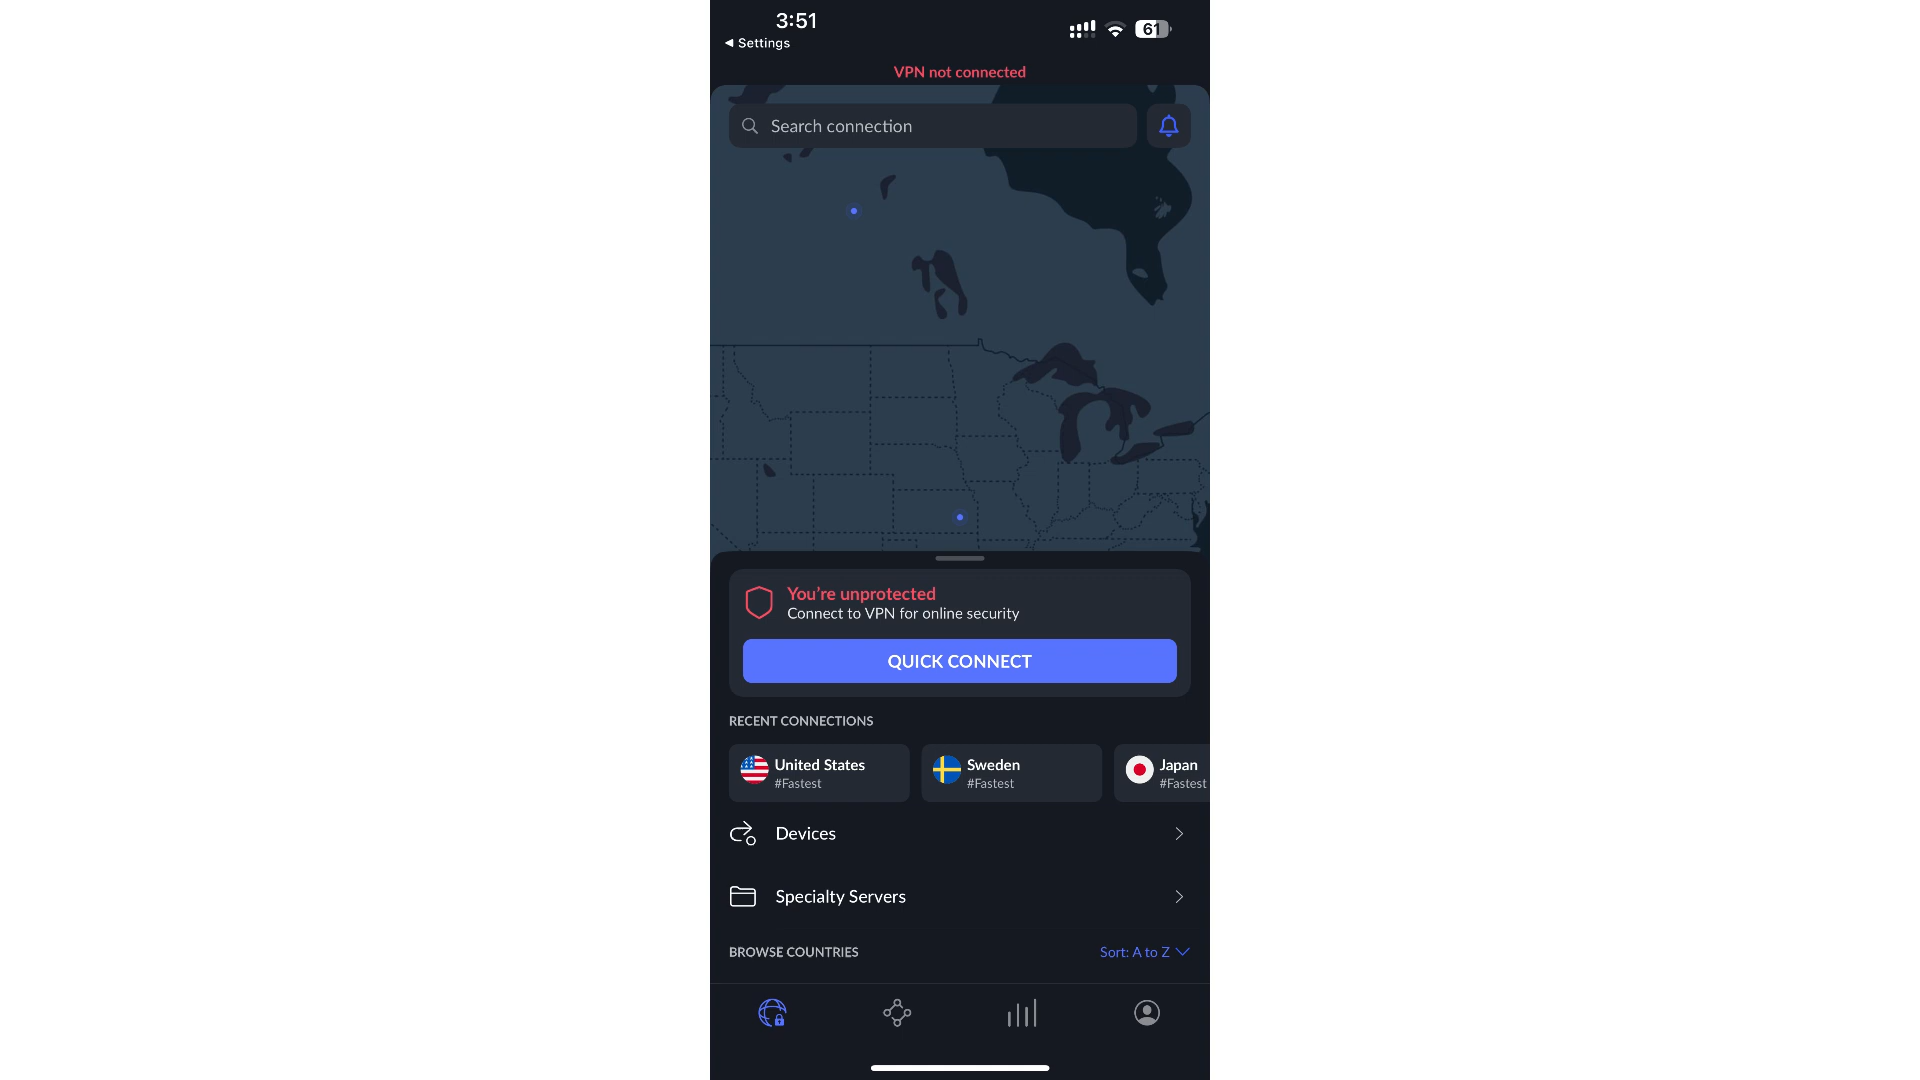 3:51
61
◀ Settings
VPN not connected
Search connection
You're unprotected
Connect to VPN for online security
QUICK CONNECT
RECENT CONNECTIONS
United States
#Fastest
Sweden
#Fastest
Japan
#Fastest
Devices
Specialty Servers
BROWSE COUNTRIES
Sort: A to Z